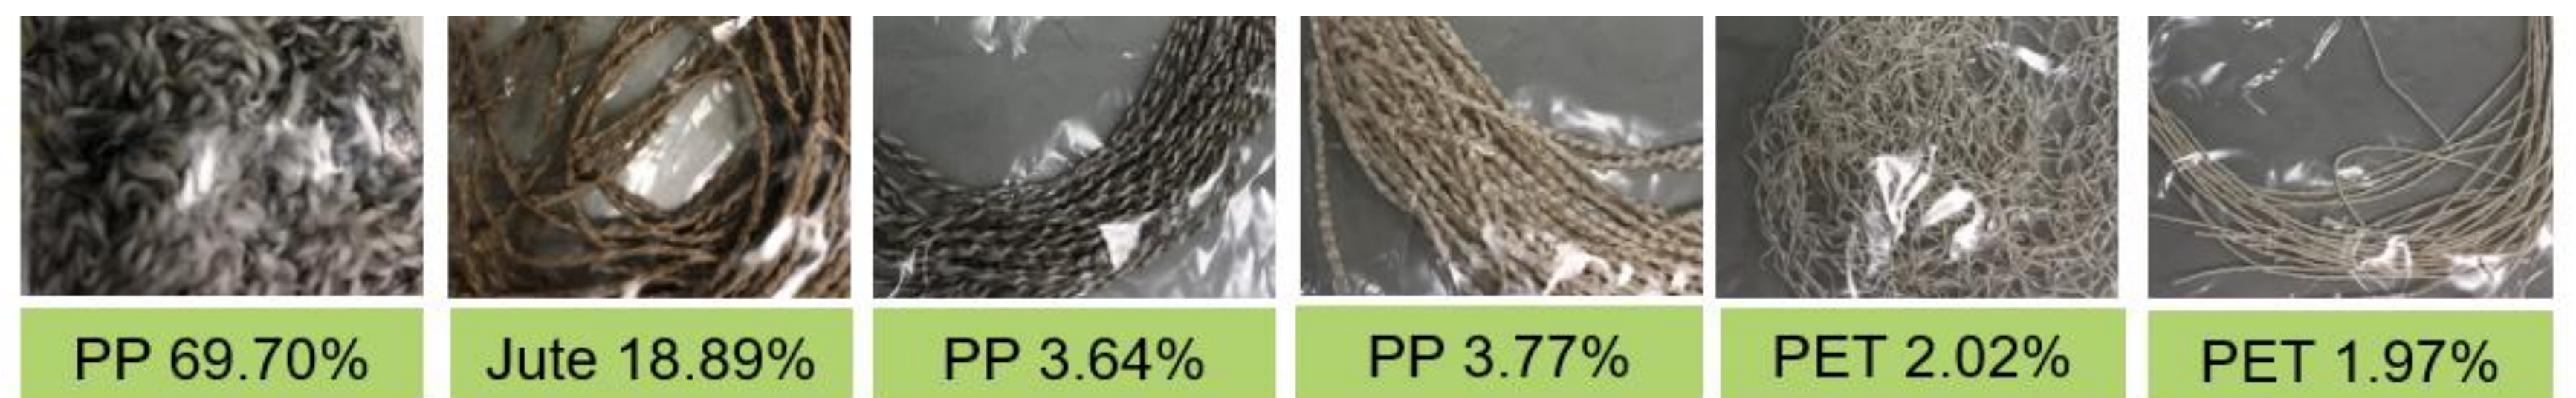 PP 69.70%
Jute 18.89%
PP 3.64%
PP 3.77%
PET 2.02%
PET 1.97%